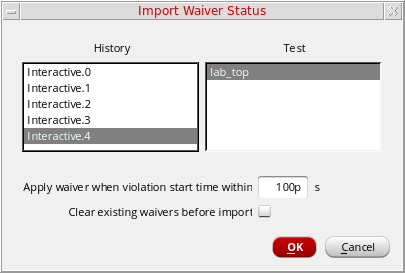 Import Waiver Status
History
Test
Interactive.0
Interactive.1
Interactive.2
Interactive.3
Interactive.4
lab_top
Apply waiver when violation start time within 100p s
Clear existing waivers before import
OK
Cancel